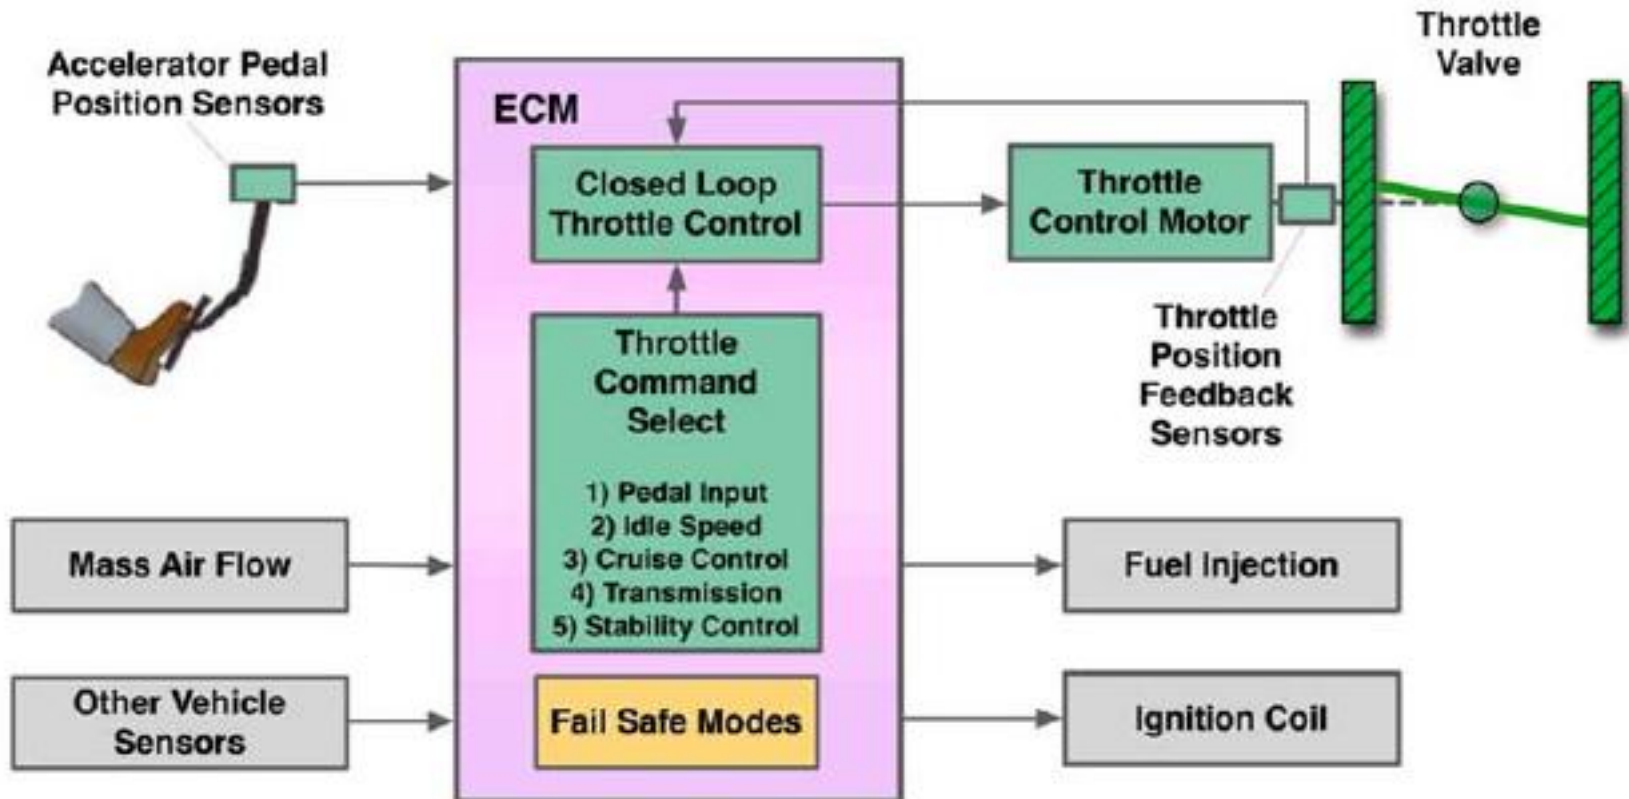 Accelerator Pedal
Position Sensors
ECM
Closed Loop
Throttle Control
Throttle
Control Motor
Throttle
Valve
Throttle
Position
Feedback
Sensors
Throttle
Command
Select
1) Pedal Input
2) Idle Speed
3) Cruise Control
4) Transmission
5) Stability Control
Mass Air Flow
Fuel Injection
Other Vehicle
Sensors
Fail Safe Modes
Ignition Coil